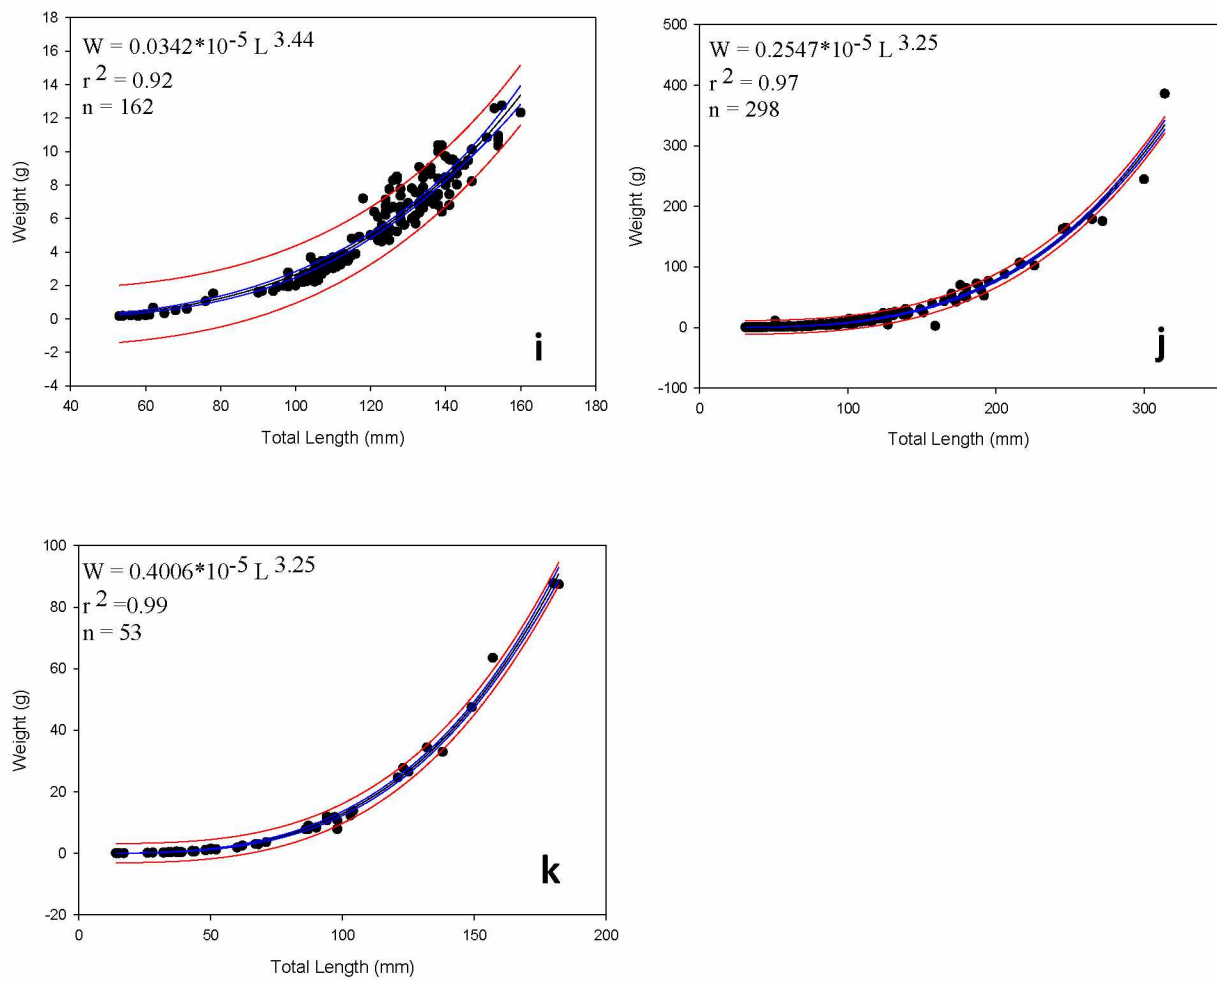 W = 0.0342*10-5 L 3.44
r 2 = 0.92
n = 162
18
16
14
12
10
8
6
4
2
0
-2
-4
Weight (g)
40 60 80 100 120 140 160 180
Total Length (mm)
i
W = 0.2547*10-5 L 3.25
r 2 = 0.97
n = 298
500
400
300
200
100
0
-100
Weight (g)
0 100 200 300
Total Length (mm)
j
W = 0.4006*10-5 L 3.25
r 2 =0.99
n = 53
100
80
60
40
20
0
-20
Weight (g)
0 50 100 150 200
Total Length (mm)
k